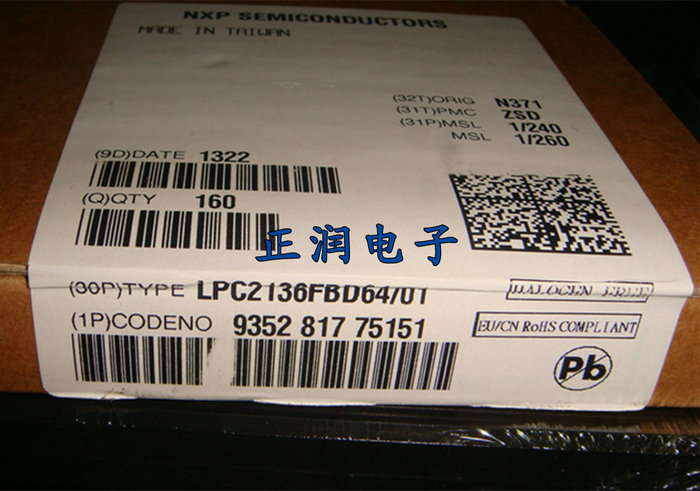 NXP SEMICONDUCTORS
MADE IN TAIWAN
(32T)ORIG N371
(31T)PMC ZSD
(31P)MSL 1/240
MSL 1/260
(9D)DATE 1322
(Q)QTY 160
正润电子
(30P)TYPE LPC2136FBD64/01
HALOGEN FREE
(1P)CODENO 9352 817 75151
EU/CN RoHS COMPLIANT
Pb